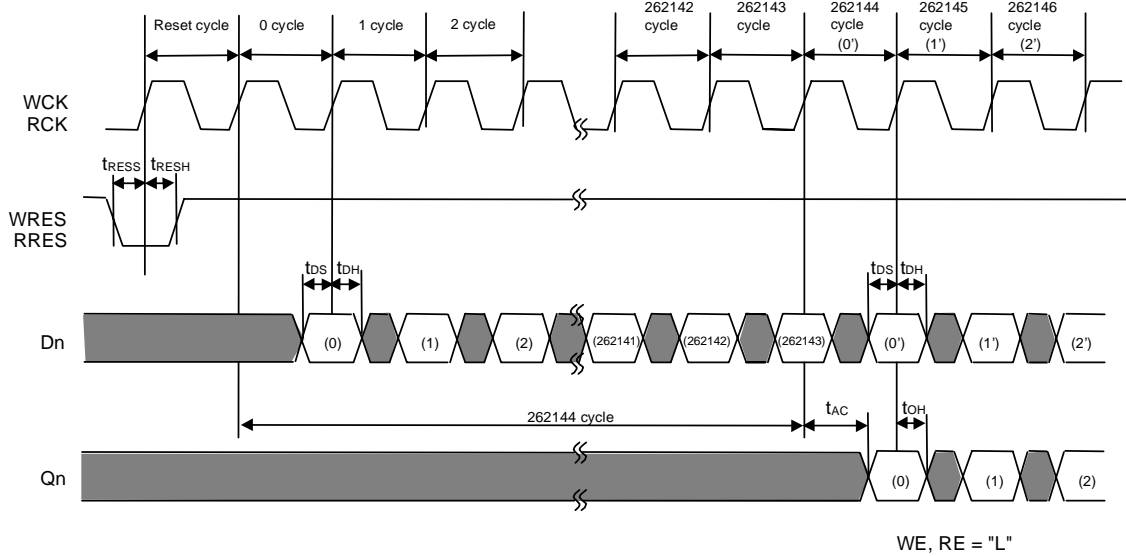 Reset cycle 0 cycle 1 cycle 2 cycle 262142 cycle 262143 cycle 262144 cycle (0') 262145 cycle (1') 262146 cycle (2')
WCK
RCK
tRESS tRESH
WRES
RRES
tDS tDH tDS tDH
Dn (0) (1) (2) (262141) (262142) (262143) (0') (1') (2')
262144 cycle tAC tOH
Qn (0) (1) (2)
WE, RE = "L"